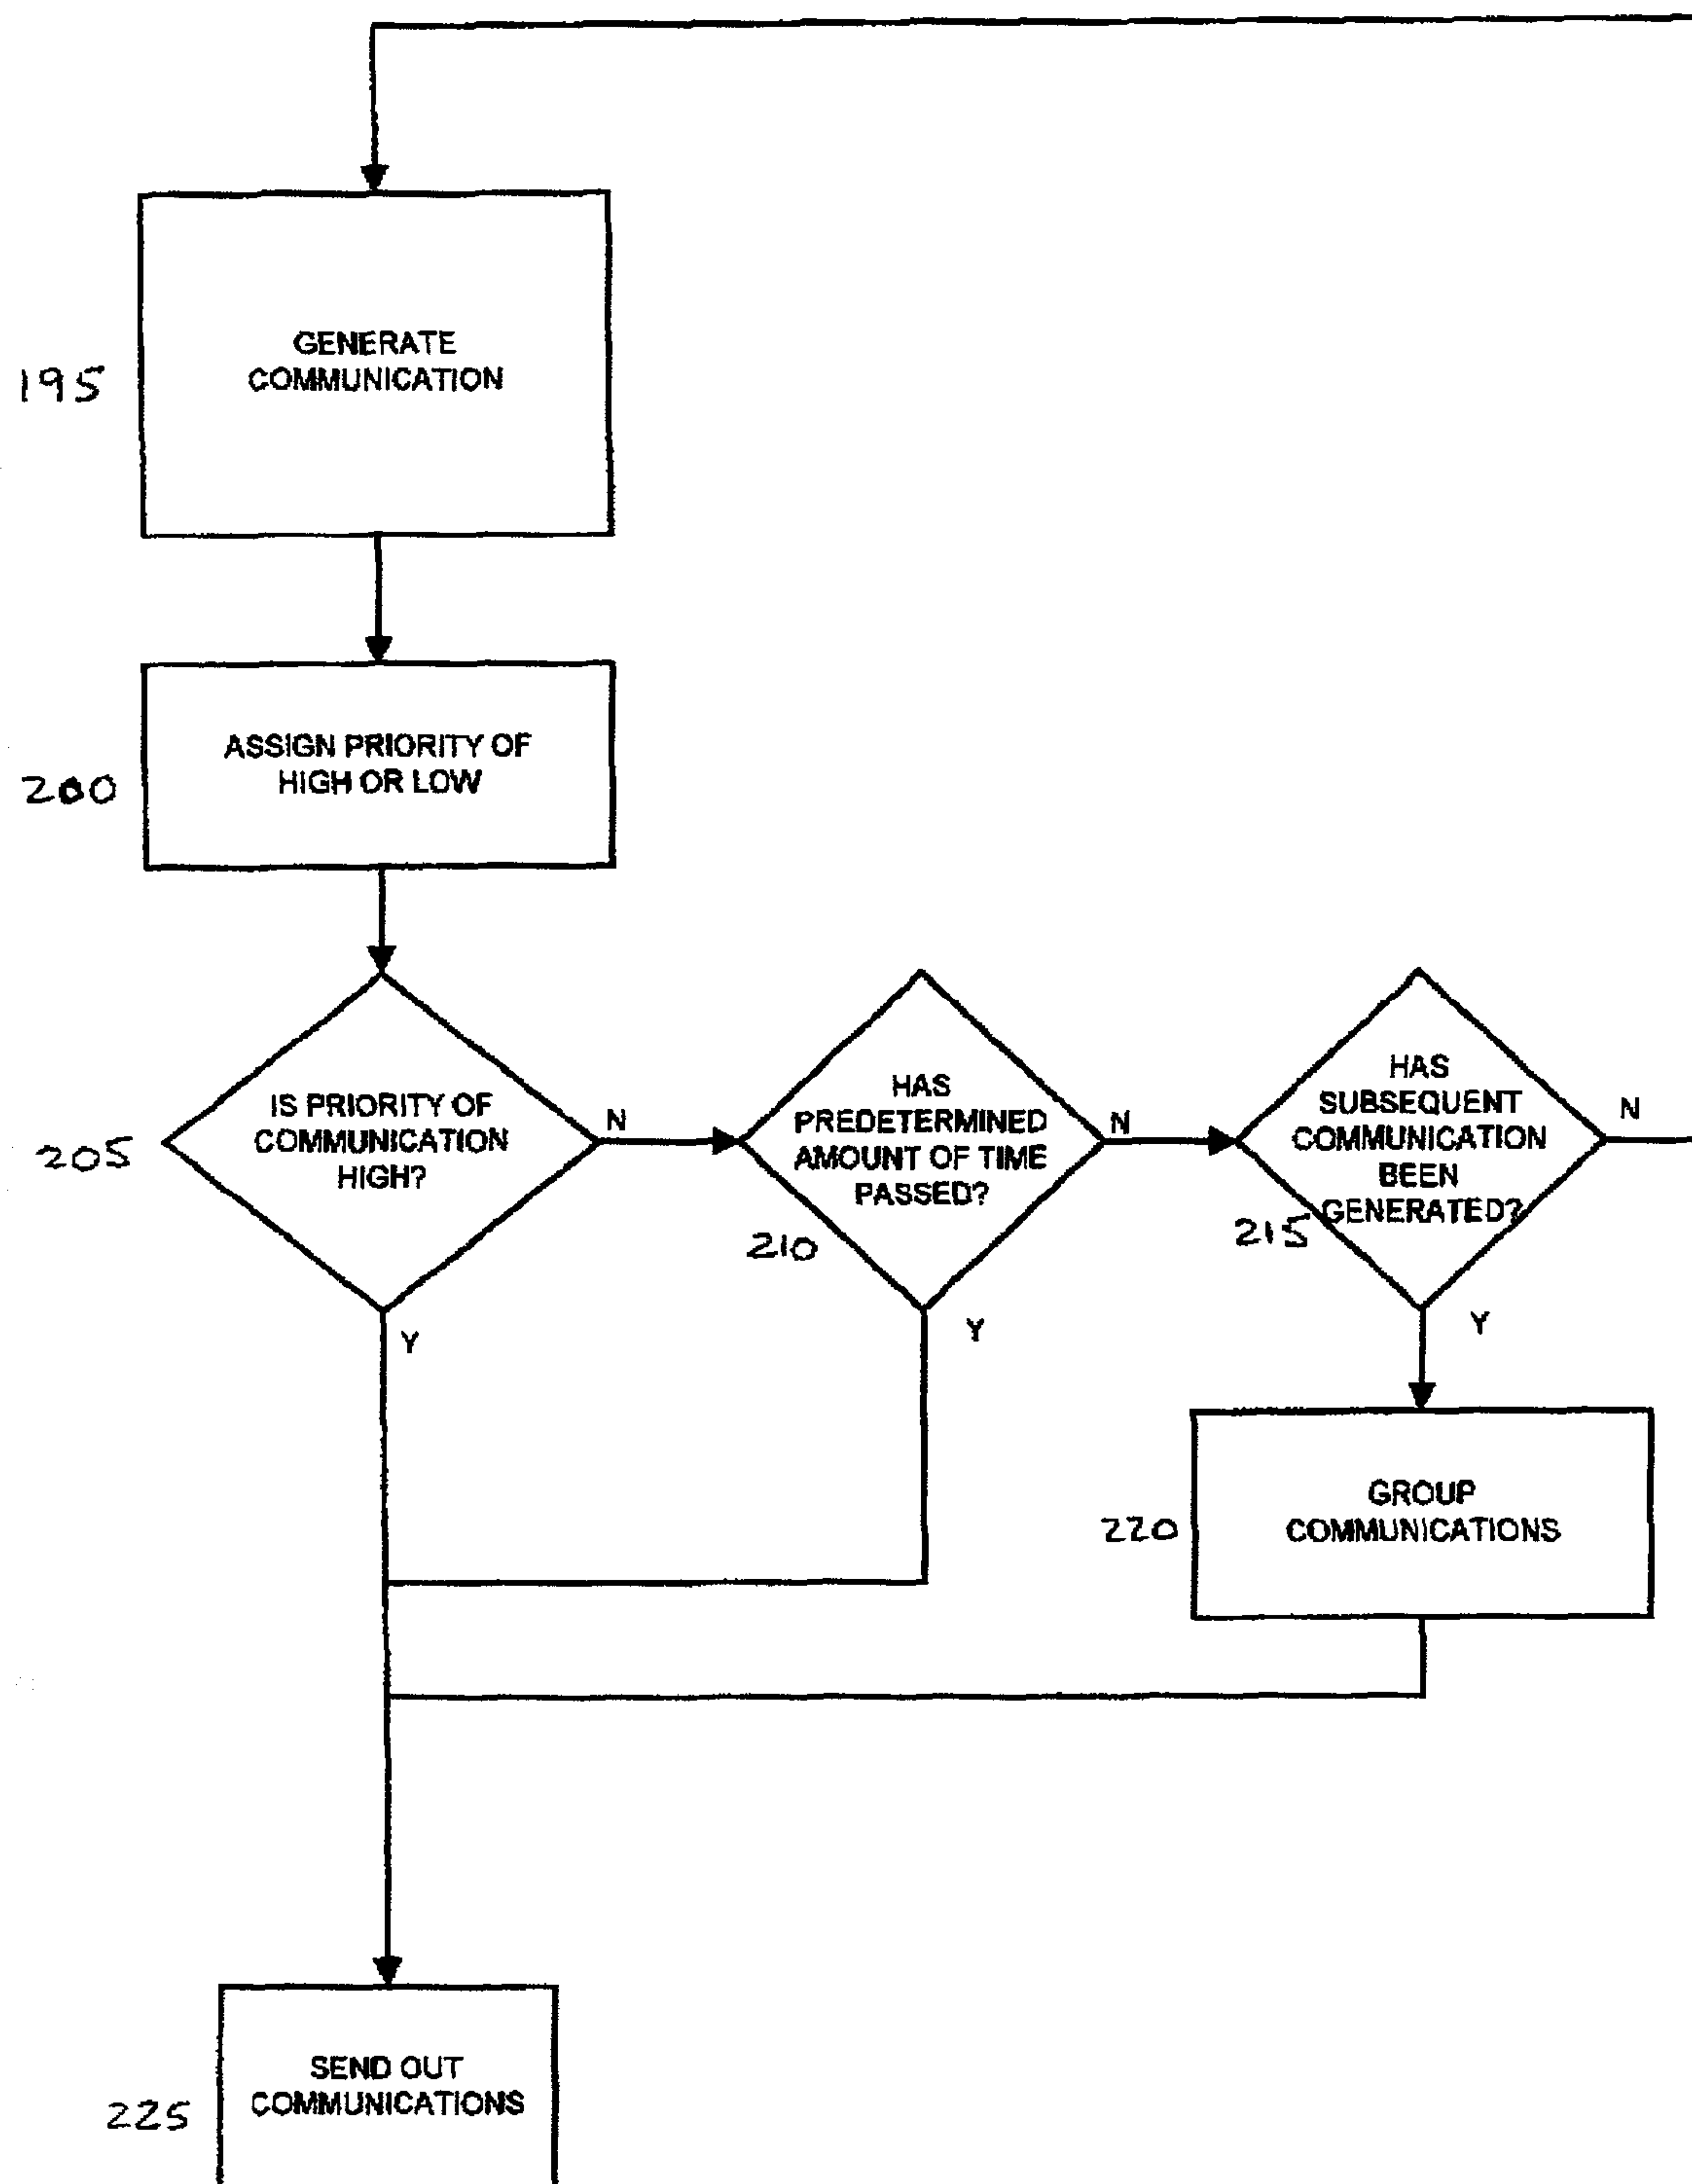 GENERATE
COMMUNICATION
195
ASSIGN PRIORITY OF
HIGH OR LOW
200
IS PRIORITY OF
COMMUNICATION
HIGH?
205
N
Y
HAS
PREDETERMINED
AMOUNT OF TIME
PASSED?
210
N
Y
HAS
SUBSEQUENT
COMMUNICATION
BEEN
GENERATED?
215
N
Y
GROUP
COMMUNICATIONS
220
SEND OUT
COMMUNICATIONS
225